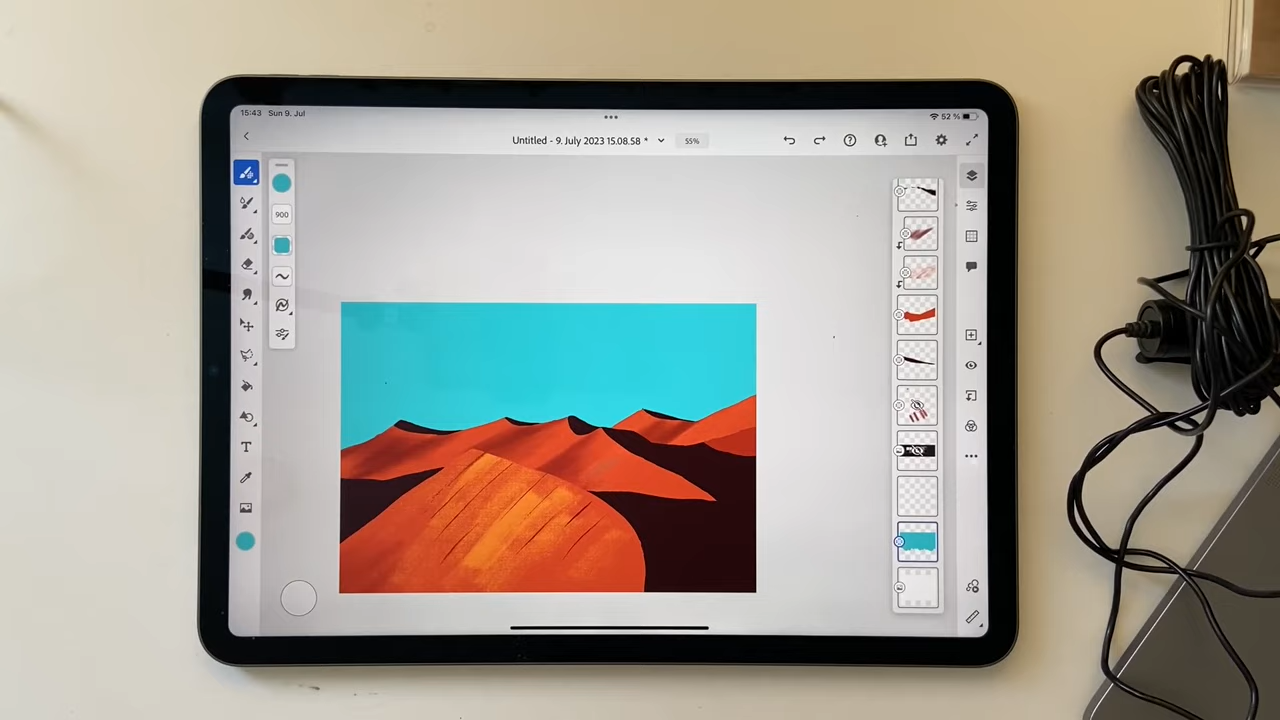 15:43 Sun 9. Jul
52 %
Untitled - 9. July 2023 15.08.58 *
55%
900
T